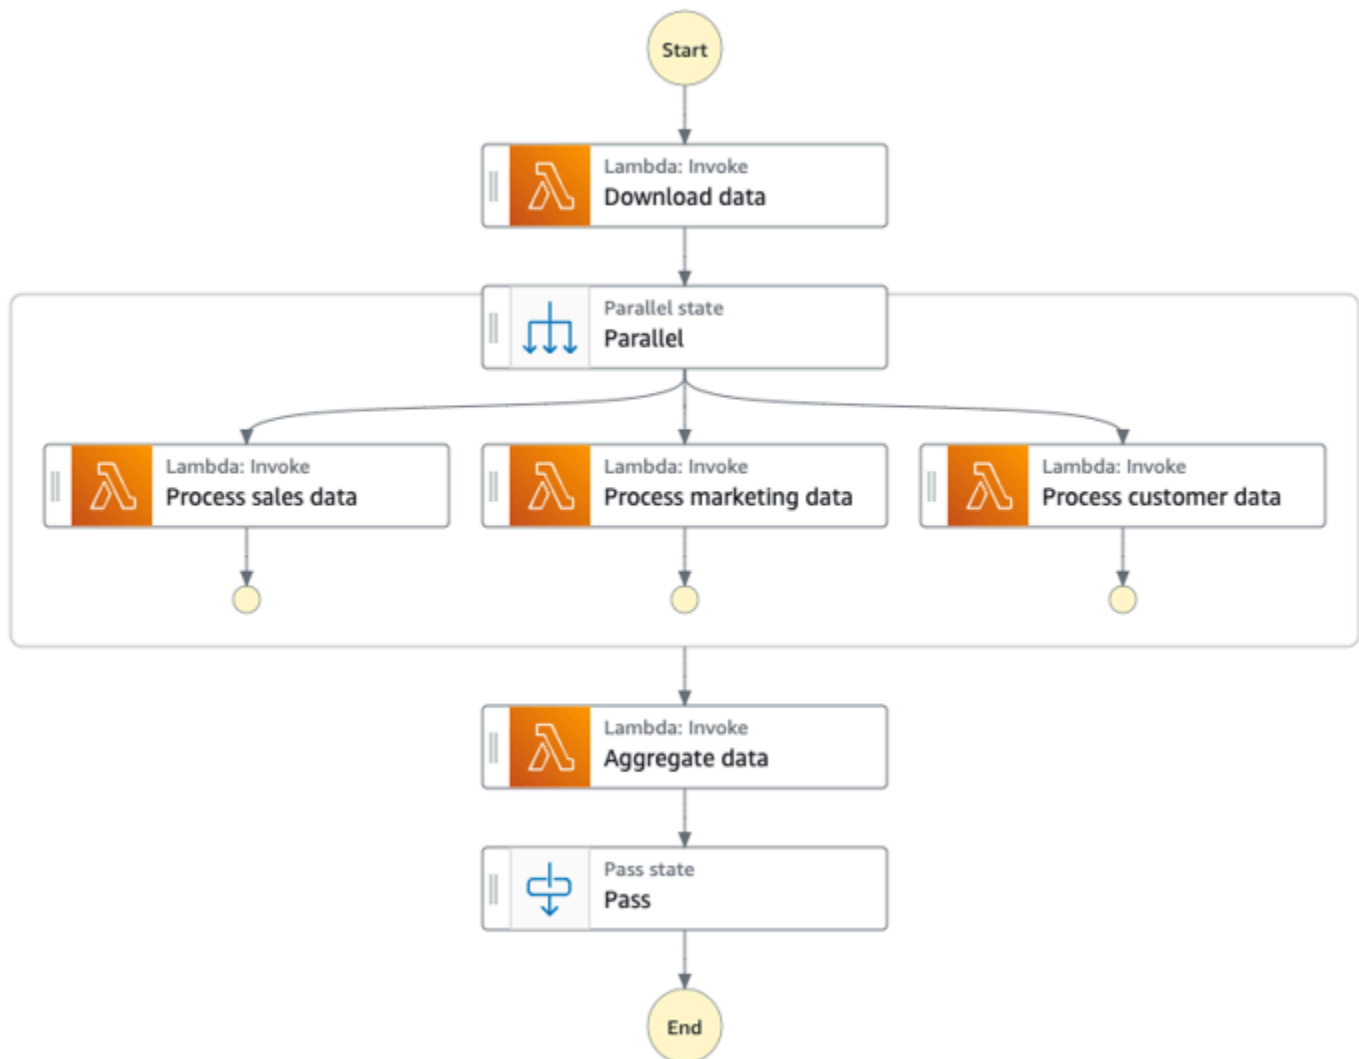 Start
Lambda: Invoke
Download data
Parallel state
Parallel
Lambda: Invoke
Process sales data
Lambda: Invoke
Process marketing data
Lambda: Invoke
Process customer data
Lambda: Invoke
Aggregate data
Pass state
Pass
End